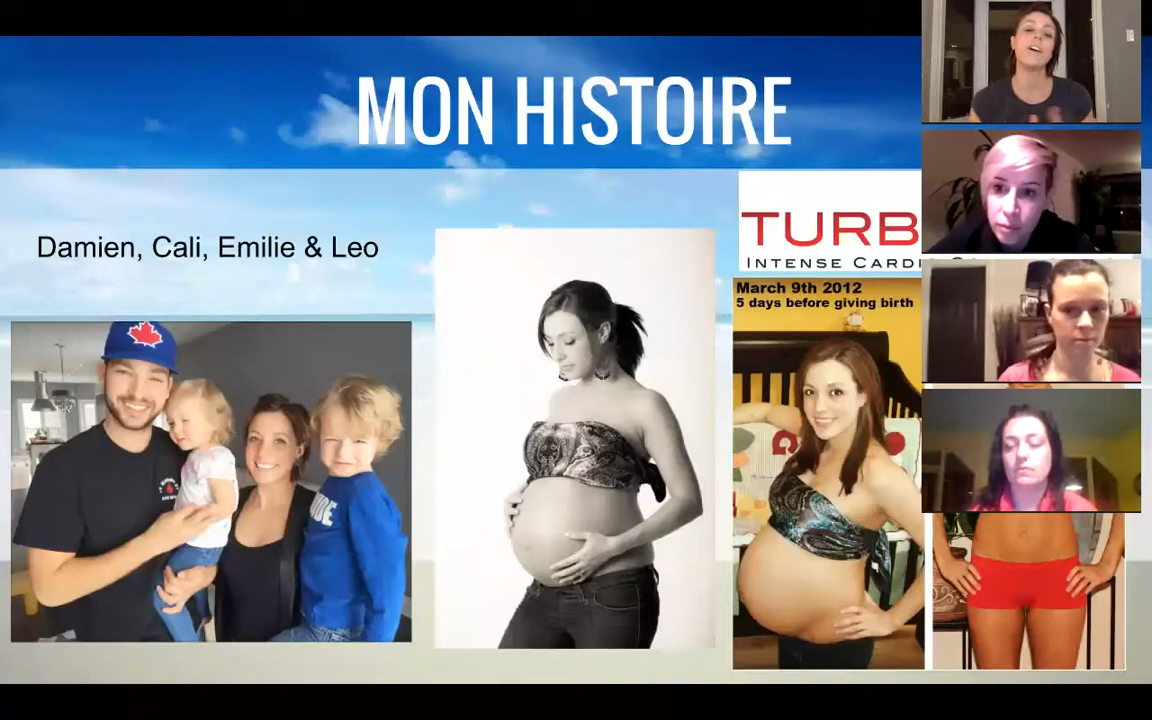 MON HISTOIRE
Damien, Cali, Emilie & Leo
TURB
INTENSE CARDI
March 9th 2012
5 days before giving birth